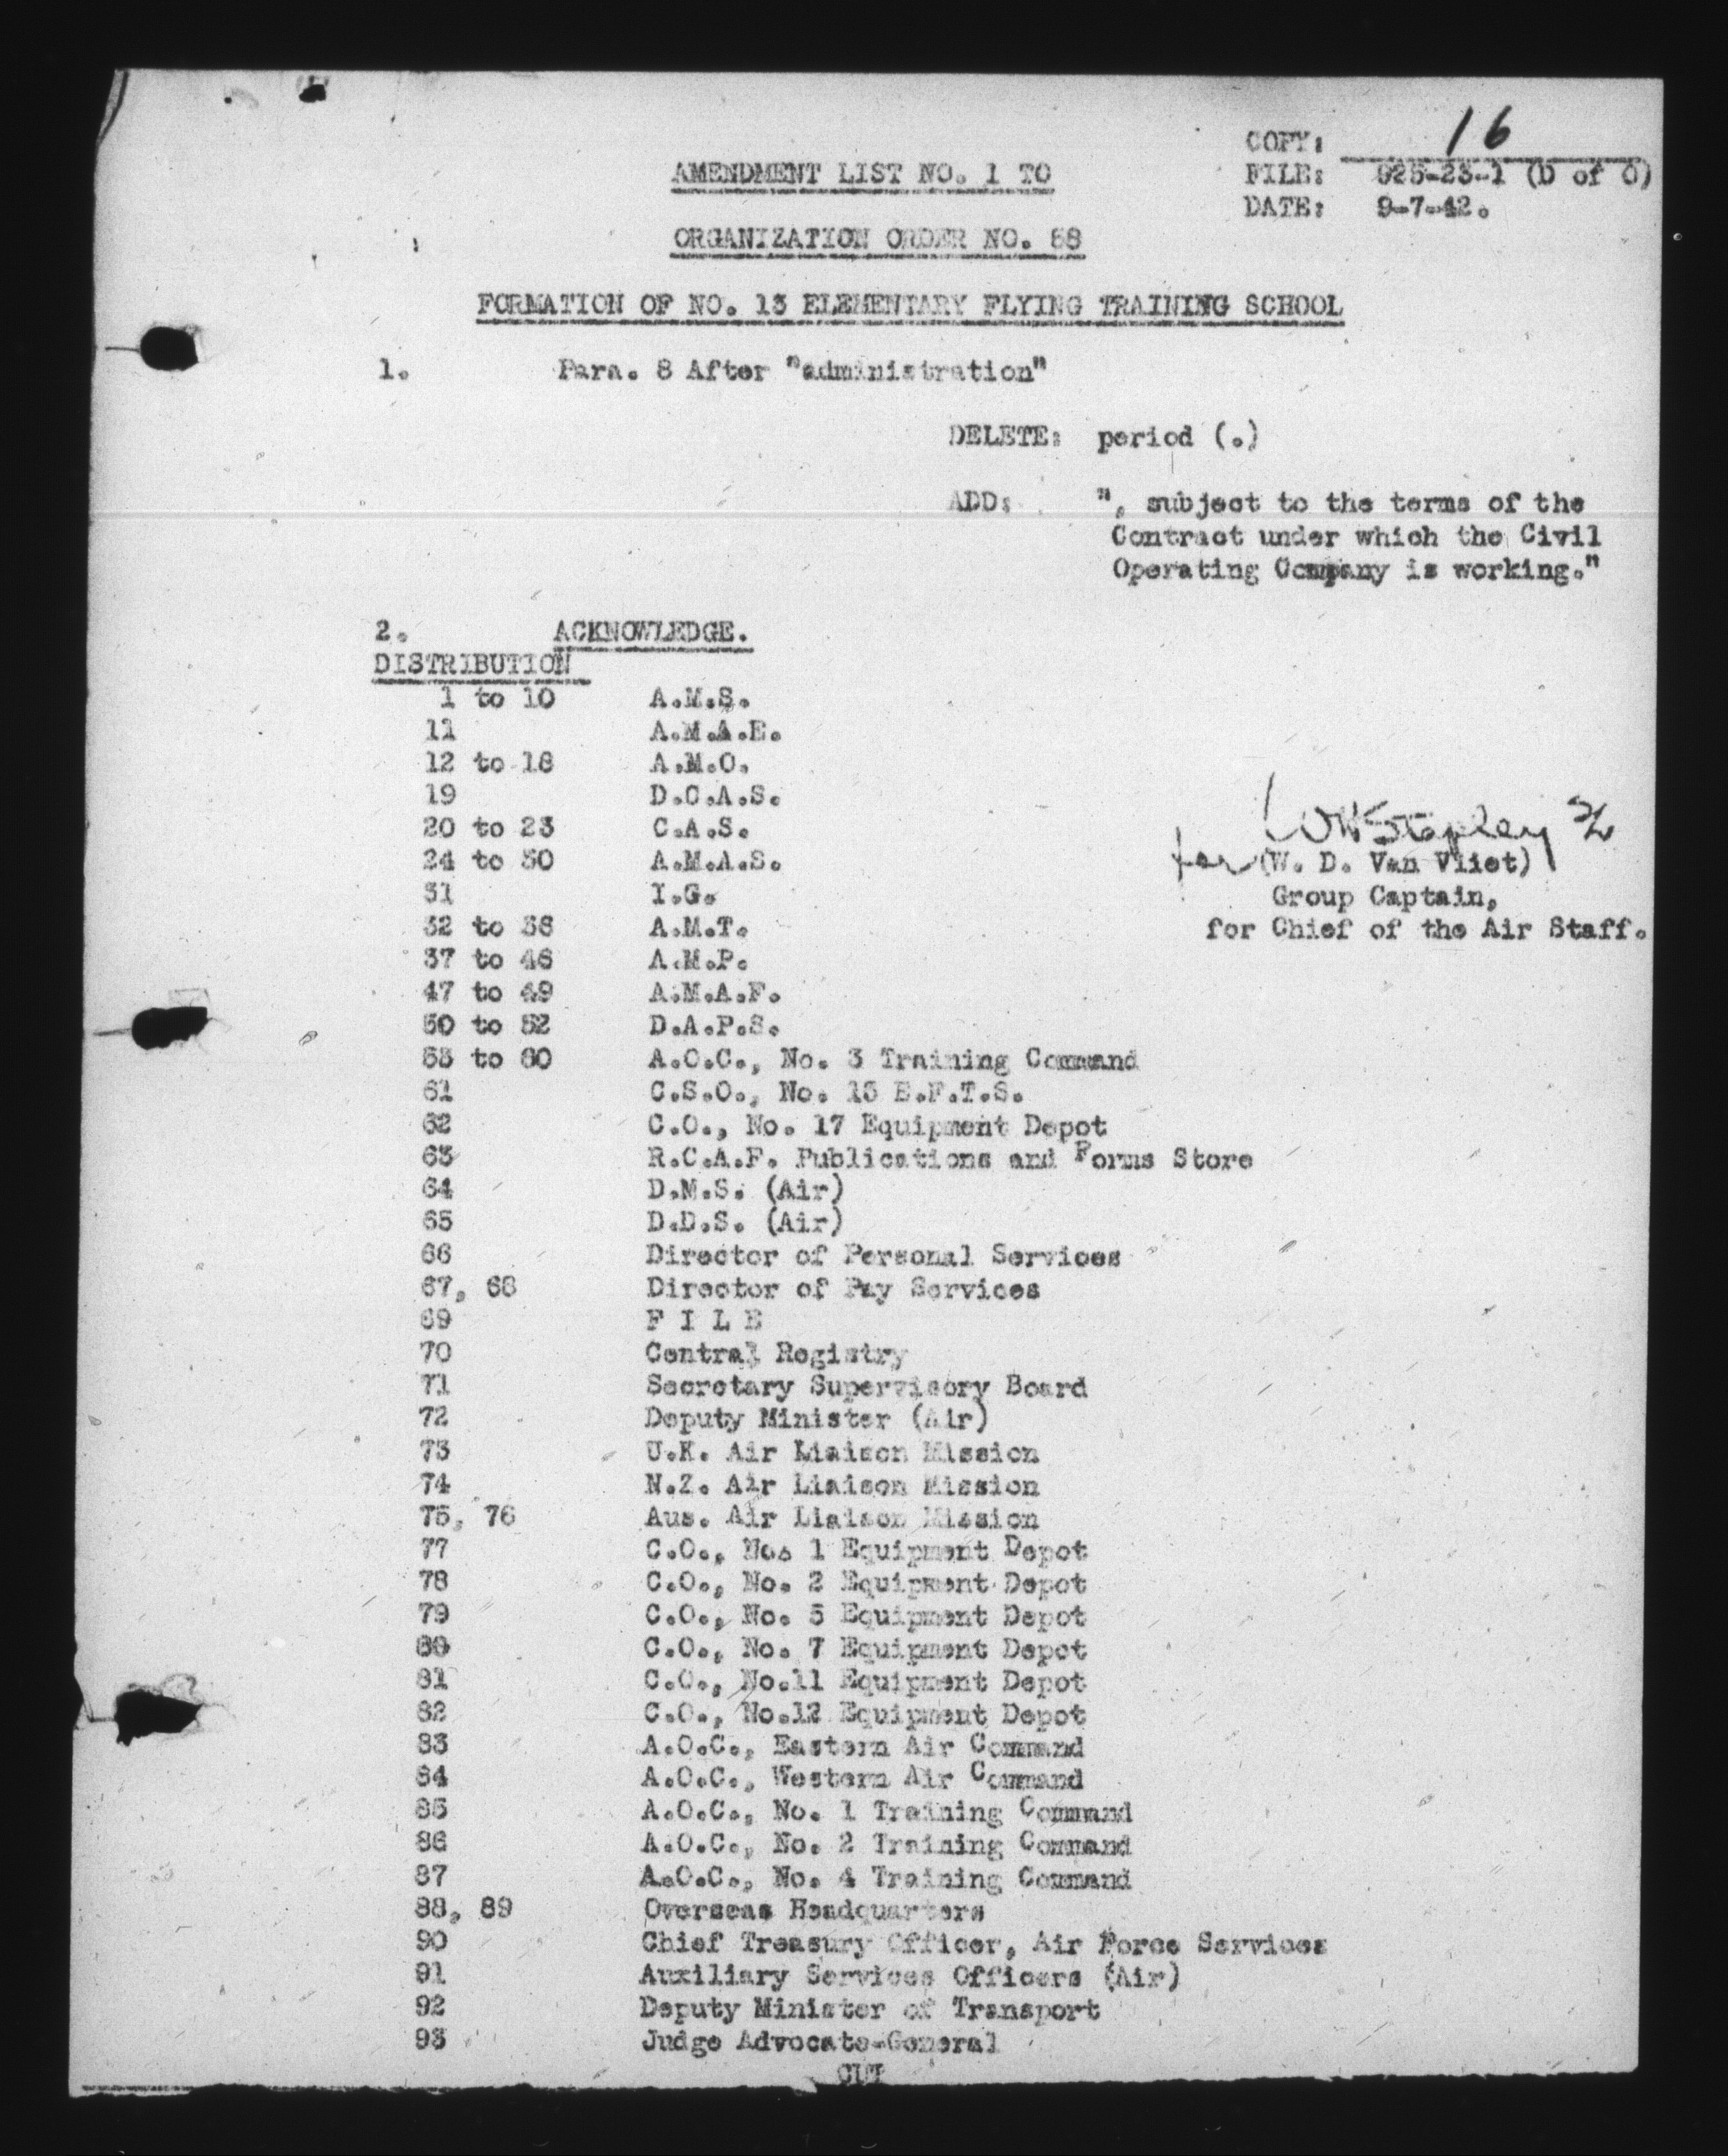 COPY: 16
AMENDMENT LIST NO. 1 TO
FILE: 925-23-1 (D of O)
DATE: 9-7-42.
ORGANIZATION ORDER NO. 88
FORMATION OF NO. 13 ELEMENTARY FLYING TRAINING SCHOOL
1. Para. 8 After "administration"
DELETE: period (.)
ADD: ", subject to the terms of the
Contract under which the Civil
Operating Company is working."
2. ACKNOWLEDGE.
DISTRIBUTION
1 to 10 A.M.S.
11 A.M.A.E.
12 to 18 A.M.O.
19 D.C.A.S.
20 to 23 C.A.S.
24 to 30 A.M.A.S.
for (W. D. Van Vliet)
31 I.G.
Group Captain,
32 to 36 A.M.T.
for Chief of the Air Staff.
37 to 46 A.M.P.
47 to 49 A.M.A.F.
50 to 52 D.A.P.S.
53 to 60 A.O.C., No. 3 Training Command
61 C.S.O., No. 13 E.F.T.S.
62 C.O., No. 17 Equipment Depot
63 R.C.A.F. Publications and Forms Store
64 D.M.S. (Air)
65 D.D.S. (Air)
66 Director of Personal Services
67, 68 Director of Pay Services
69 F I L E
70 Central Registry
71 Secretary Supervisory Board
72 Deputy Minister (Air)
73 U.K. Air Liaison Mission
74 N.Z. Air Liaison Mission
75, 76 Aus. Air Liaison Mission
77 C.O., No. 1 Equipment Depot
78 C.O., No. 2 Equipment Depot
79 C.O., No. 5 Equipment Depot
80 C.O., No. 7 Equipment Depot
81 C.O., No.11 Equipment Depot
82 C.O., No.12 Equipment Depot
83 A.O.C., Eastern Air Command
84 A.O.C., Western Air Command
85 A.O.C., No. 1 Training Command
86 A.O.C., No. 2 Training Command
87 A.O.C., No. 4 Training Command
88, 89 Overseas Headquarters
90 Chief Treasury Officer, Air Force Services
91 Auxiliary Services Officers (Air)
92 Deputy Minister of Transport
93 Judge Advocate-General